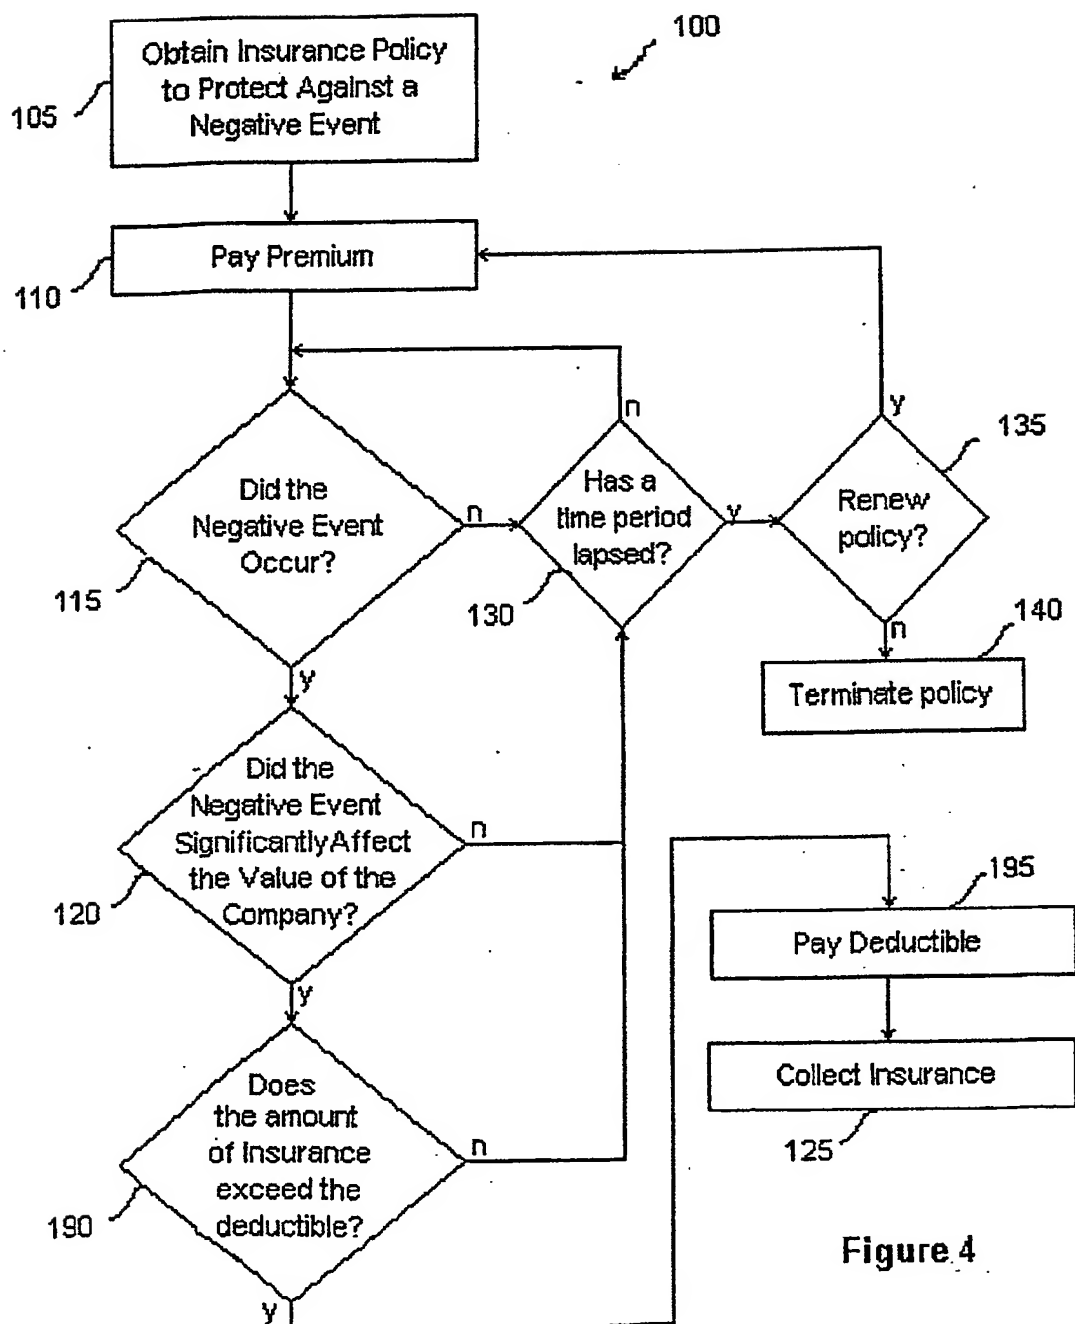 100
Obtain Insurance Policy
to Protect Against a
Negative Event
105
Pay Premium
110
n
y
135
Did the
Negative Event
Occur?
n
115
Has a
time period
lapsed?
y
130
Renew
policy?
n
140
Terminate policy
y
Did the
Negative Event
Significantly Affect
the Value of the
Company?
n
120
y
195
Pay Deductible
Collect Insurance
125
Does
the amount
of Insurance
exceed the
deductible?
n
190
y
Figure 4